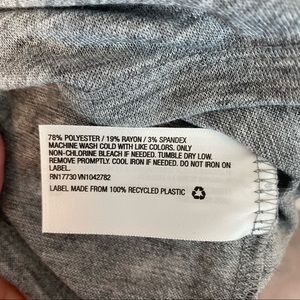 78% POLYESTER / 19% RAYON / 3% SPANDEX
MACHINE WASH COLD WITH LIKE COLORS. ONLY
NON-CHLORINE BLEACH IF NEEDED. TUMBLE DRY LOW.
REMOVE PROMPTLY. COOL IRON IF NEEDED. DO NOT IRON ON
LABEL.
RN17730 VN1042782
LABEL MADE FROM 100% RECYCLED PLASTIC